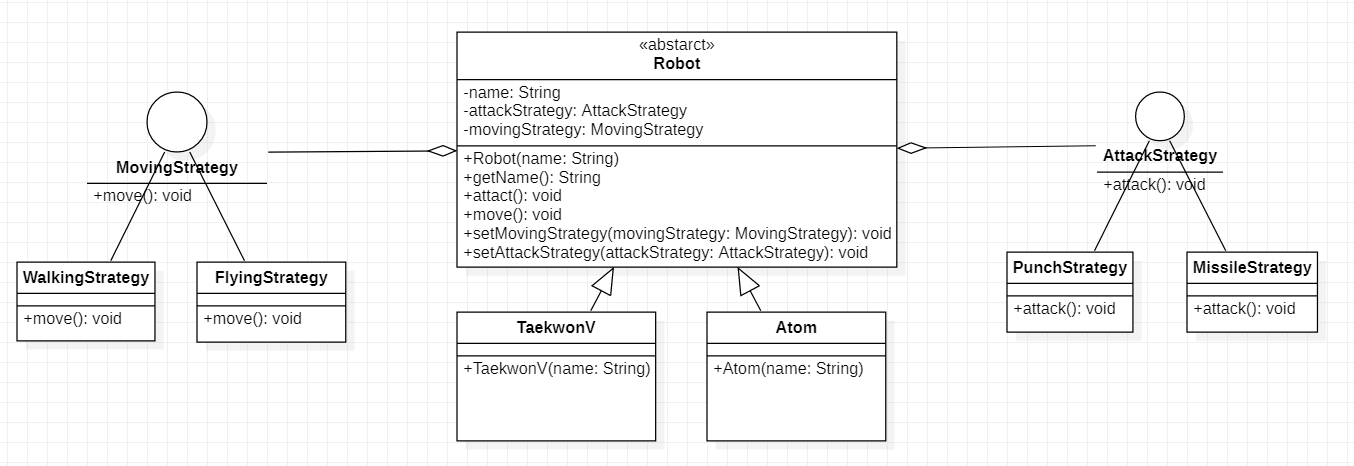 «abstarct»
Robot
-name: String
-attackStrategy: AttackStrategy
-movingStrategy: MovingStrategy
+Robot(name: String)
+getName(): String
+attact(): void
+move(): void
+setMovingStrategy(movingStrategy: MovingStrategy): void
+setAttackStrategy(attackStrategy: AttackStrategy): void
MovingStrategy
+move(): void
WalkingStrategy
+move(): void
FlyingStrategy
+move(): void
TaekwonV
+TaekwonV(name: String)
Atom
+Atom(name: String)
AttackStrategy
+attack(): void
PunchStrategy
+attack(): void
MissileStrategy
+attack(): void